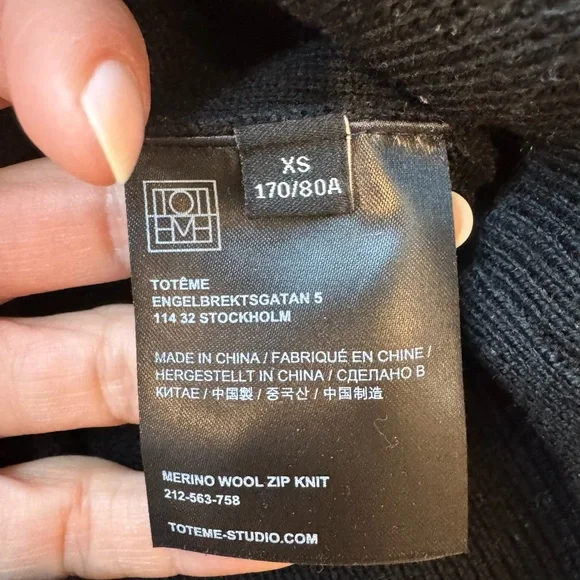 XS
170/80A
TOTÊME
TOTÊME
ENGELBREKTSGATAN 5
114 32 STOCKHOLM
MADE IN CHINA / FABRIQUÉ EN CHINE /
HERGESTELLT IN CHINA / СДЕЛАНО В
КИТАЕ / 中国製 / 중국산 / 中国制造
MERINO WOOL ZIP KNIT
212-563-758
TOTEME-STUDIO.COM